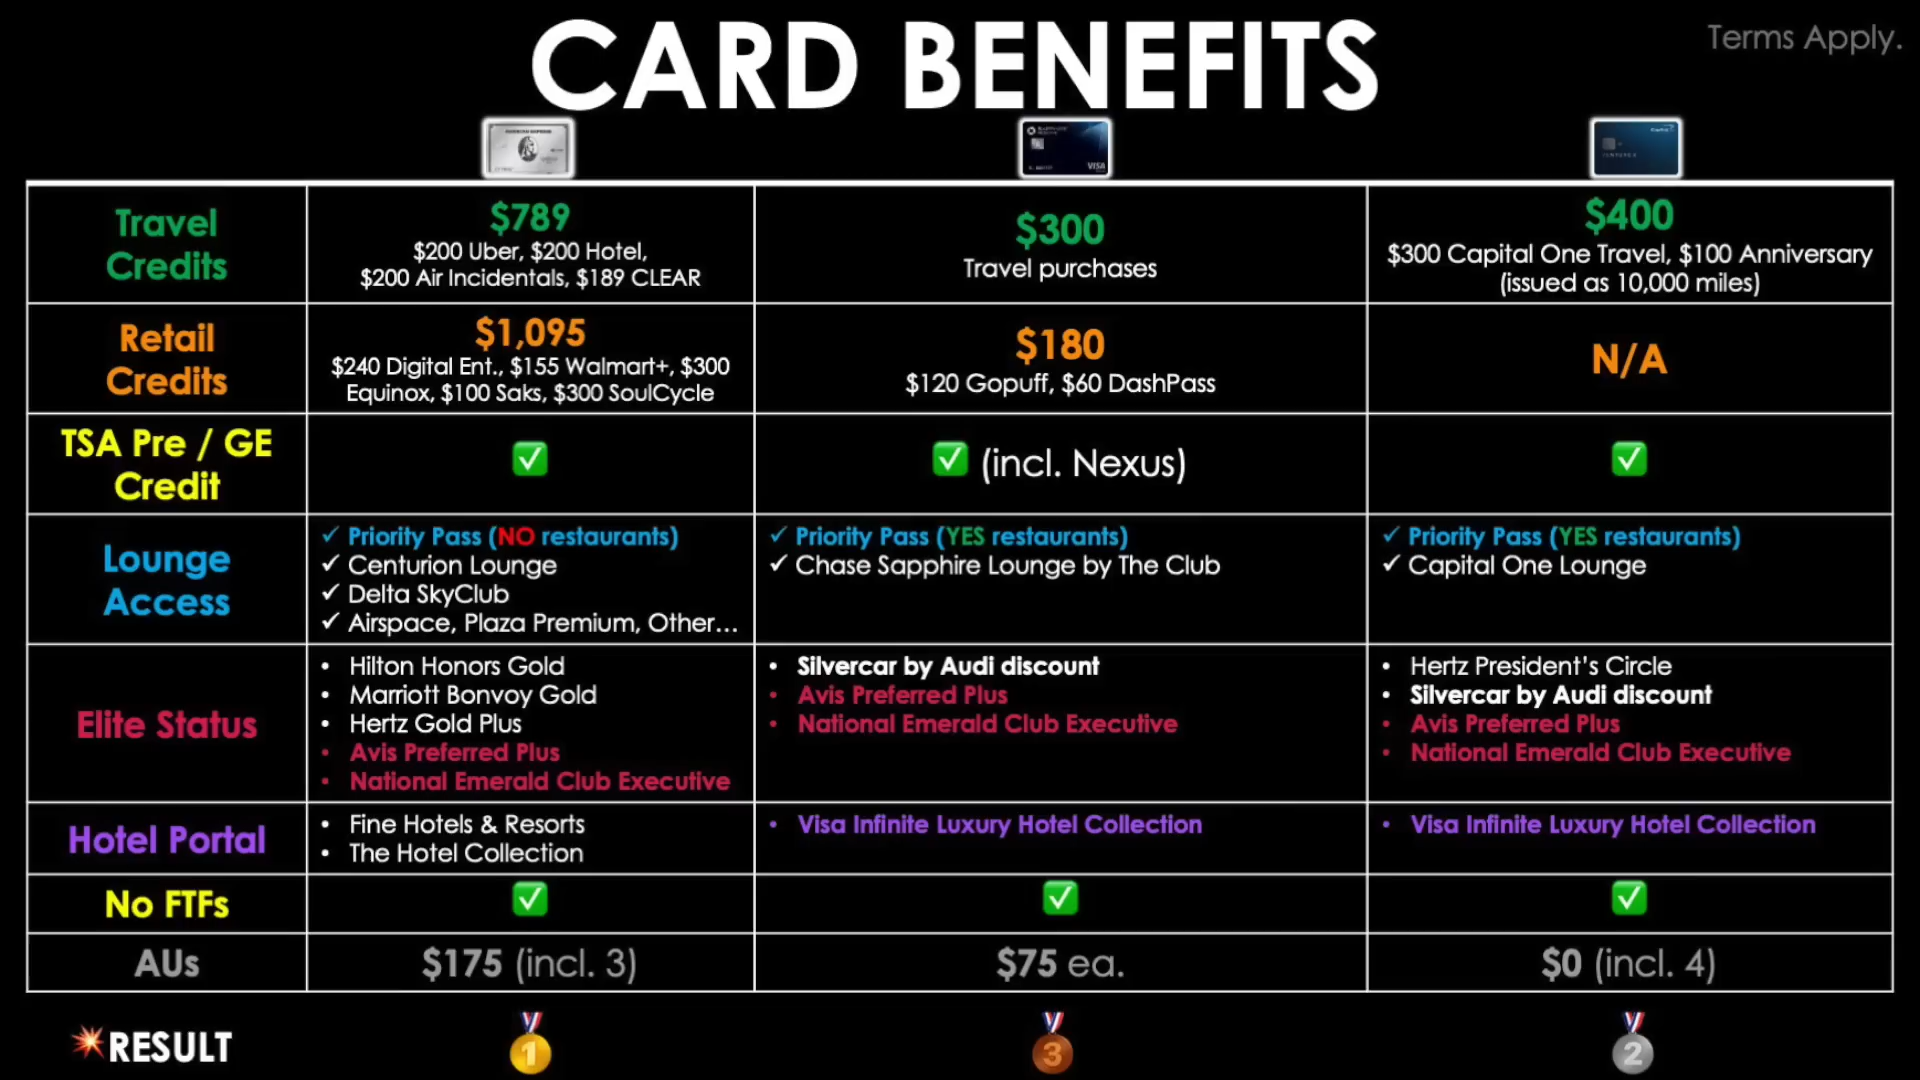 CARD BENEFITS
Terms Apply.
AMERICAN EXPRESS
VISA
Travel
Credits
$789
$200 Uber, $200 Hotel,
$200 Air Incidentals, $189 CLEAR
$300
Travel purchases
$400
$300 Capital One Travel, $100 Anniversary
(issued as 10,000 miles)
Retail
Credits
$1,095
$240 Digital Ent., $155 Walmart+, $300
Equinox, $100 Saks, $300 SoulCycle
$180
$120 Gopuff, $60 DashPass
N/A
TSA Pre / GE
Credit
✅
✅ (incl. Nexus)
✅
Lounge
Access
✓ Priority Pass (NO restaurants)
✓ Centurion Lounge
✓ Delta SkyClub
✓ Airspace, Plaza Premium, Other...
✓ Priority Pass (YES restaurants)
✓ Chase Sapphire Lounge by The Club
✓ Priority Pass (YES restaurants)
✓ Capital One Lounge
Elite Status
• Hilton Honors Gold
• Marriott Bonvoy Gold
• Hertz Gold Plus
• Avis Preferred Plus
• National Emerald Club Executive
• Silvercar by Audi discount
• Avis Preferred Plus
• National Emerald Club Executive
• Hertz President's Circle
• Silvercar by Audi discount
• Avis Preferred Plus
• National Emerald Club Executive
Hotel Portal
• Fine Hotels & Resorts
• The Hotel Collection
• Visa Infinite Luxury Hotel Collection
• Visa Infinite Luxury Hotel Collection
No FTFs
✅
✅
✅
AUs
$175 (incl. 3)
$75 ea.
$0 (incl. 4)
💥RESULT
1
3
2